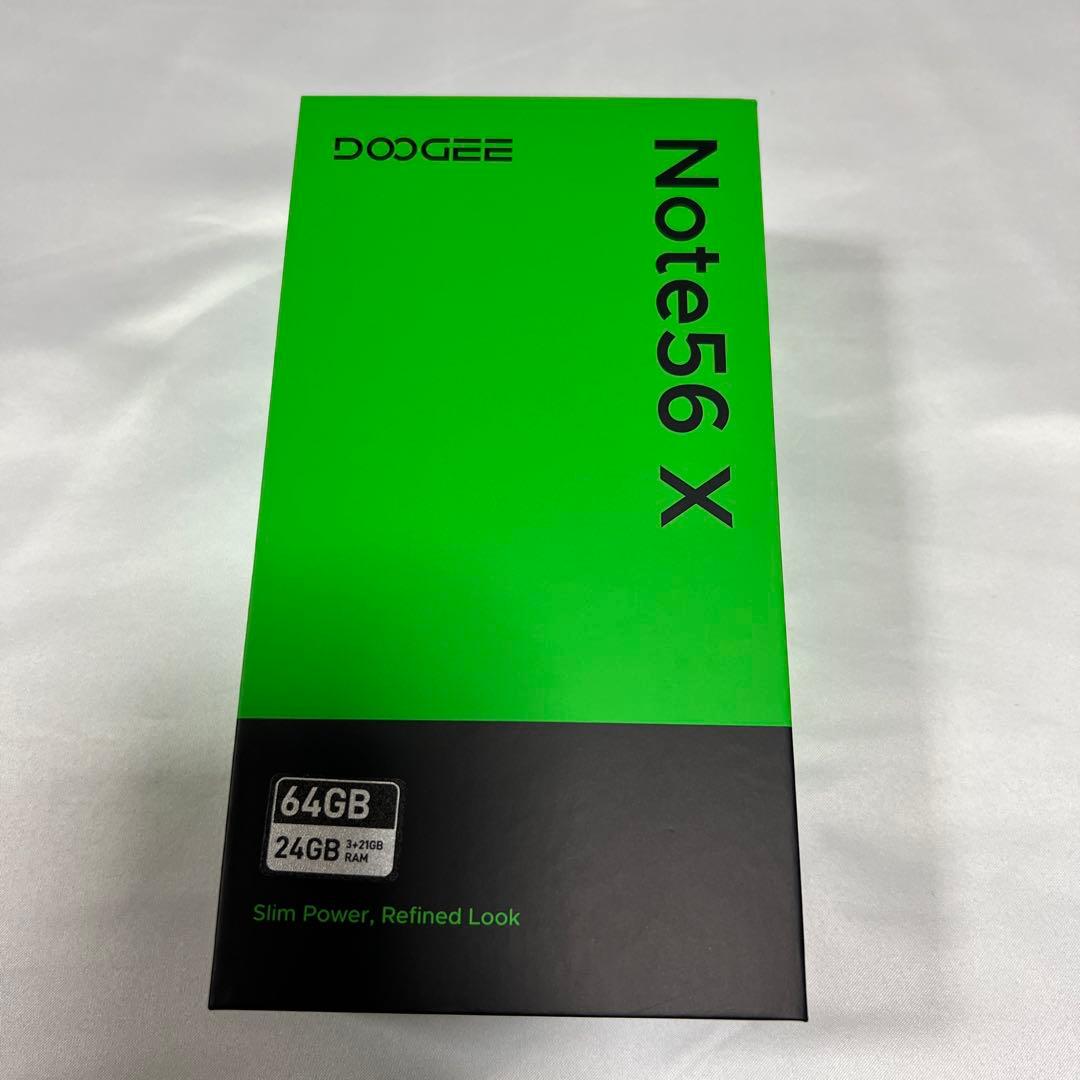 DOOGEE
Note56 X
64GB
24GB 3+21GB RAM
Slim Power, Refined Look